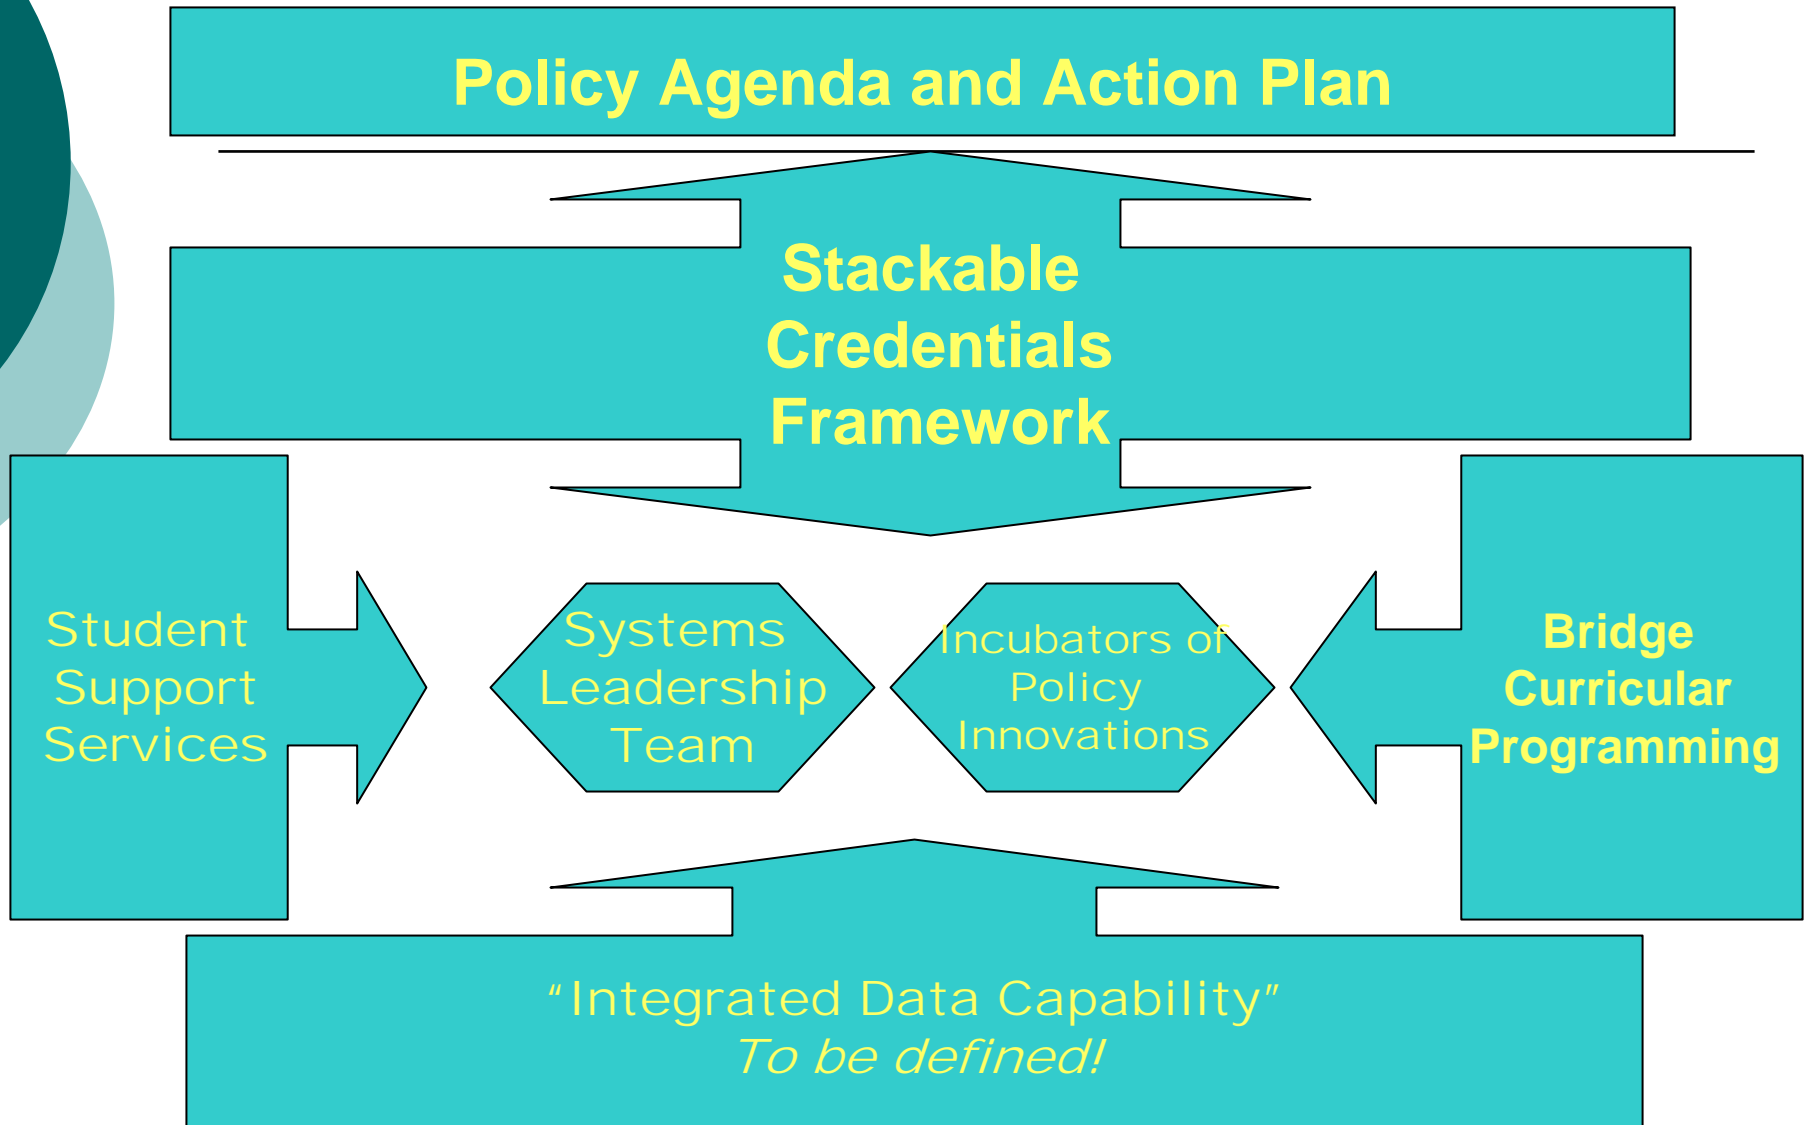 Policy Agenda and Action Plan
Stackable
Credentials
Framework
Student
Support
Services
Systems
Leadership
Team
Incubators of
Policy
Innovations
Bridge
Curricular
Programming
“Integrated Data Capability”
To be defined!